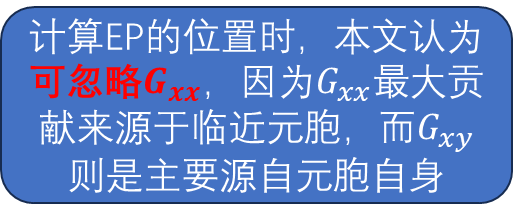 计算EP的位置时，本文认为
可忽略Gₓₓ，因为Gₓₓ最大贡
献来源于临近元胞，而Gₓᵧ
则是主要源自元胞自身